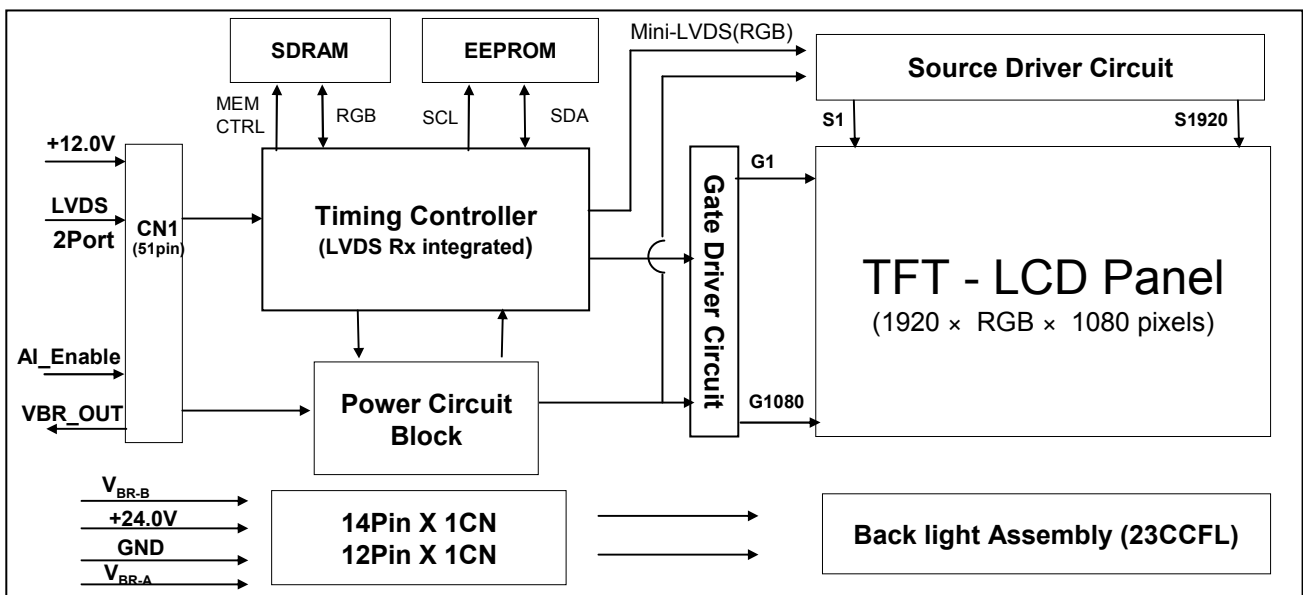 SDRAM
EEPROM
Mini-LVDS(RGB)
Source Driver Circuit
MEM
CTRL
RGB
SCL
SDA
S1
S1920
+12.0V
LVDS
2Port
CN1
(51pin)
Timing Controller
(LVDS Rx integrated)
Gate Driver Circuit
G1
TFT - LCD Panel
(1920 × RGB × 1080 pixels)
AI_Enable
VBR_OUT
Power Circuit
Block
G1080
VBR-B
+24.0V
GND
VBR-A
14Pin X 1CN
12Pin X 1CN
Back light Assembly (23CCFL)